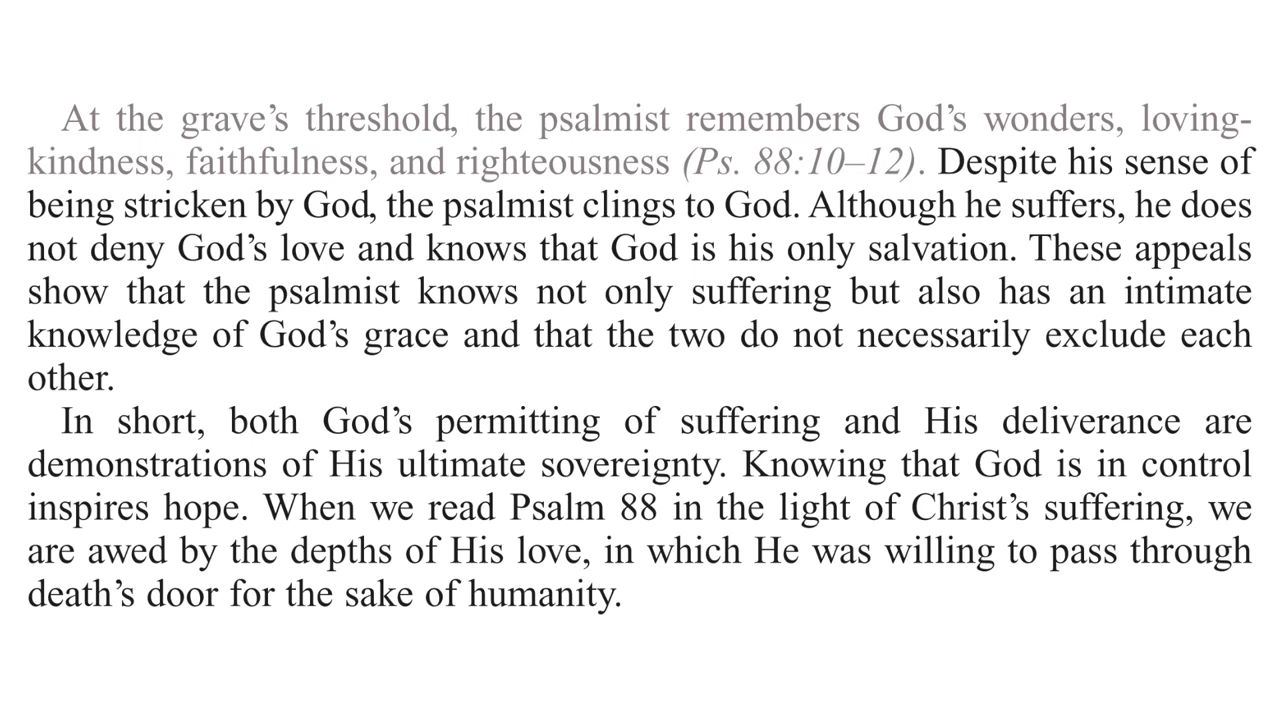 At the grave’s threshold, the psalmist remembers God’s wonders, loving-
kindness, faithfulness, and righteousness (Ps. 88:10–12). Despite his sense of
being stricken by God, the psalmist clings to God. Although he suffers, he does
not deny God’s love and knows that God is his only salvation. These appeals
show that the psalmist knows not only suffering but also has an intimate
knowledge of God’s grace and that the two do not necessarily exclude each
other.
In short, both God’s permitting of suffering and His deliverance are
demonstrations of His ultimate sovereignty. Knowing that God is in control
inspires hope. When we read Psalm 88 in the light of Christ’s suffering, we
are awed by the depths of His love, in which He was willing to pass through
death’s door for the sake of humanity.